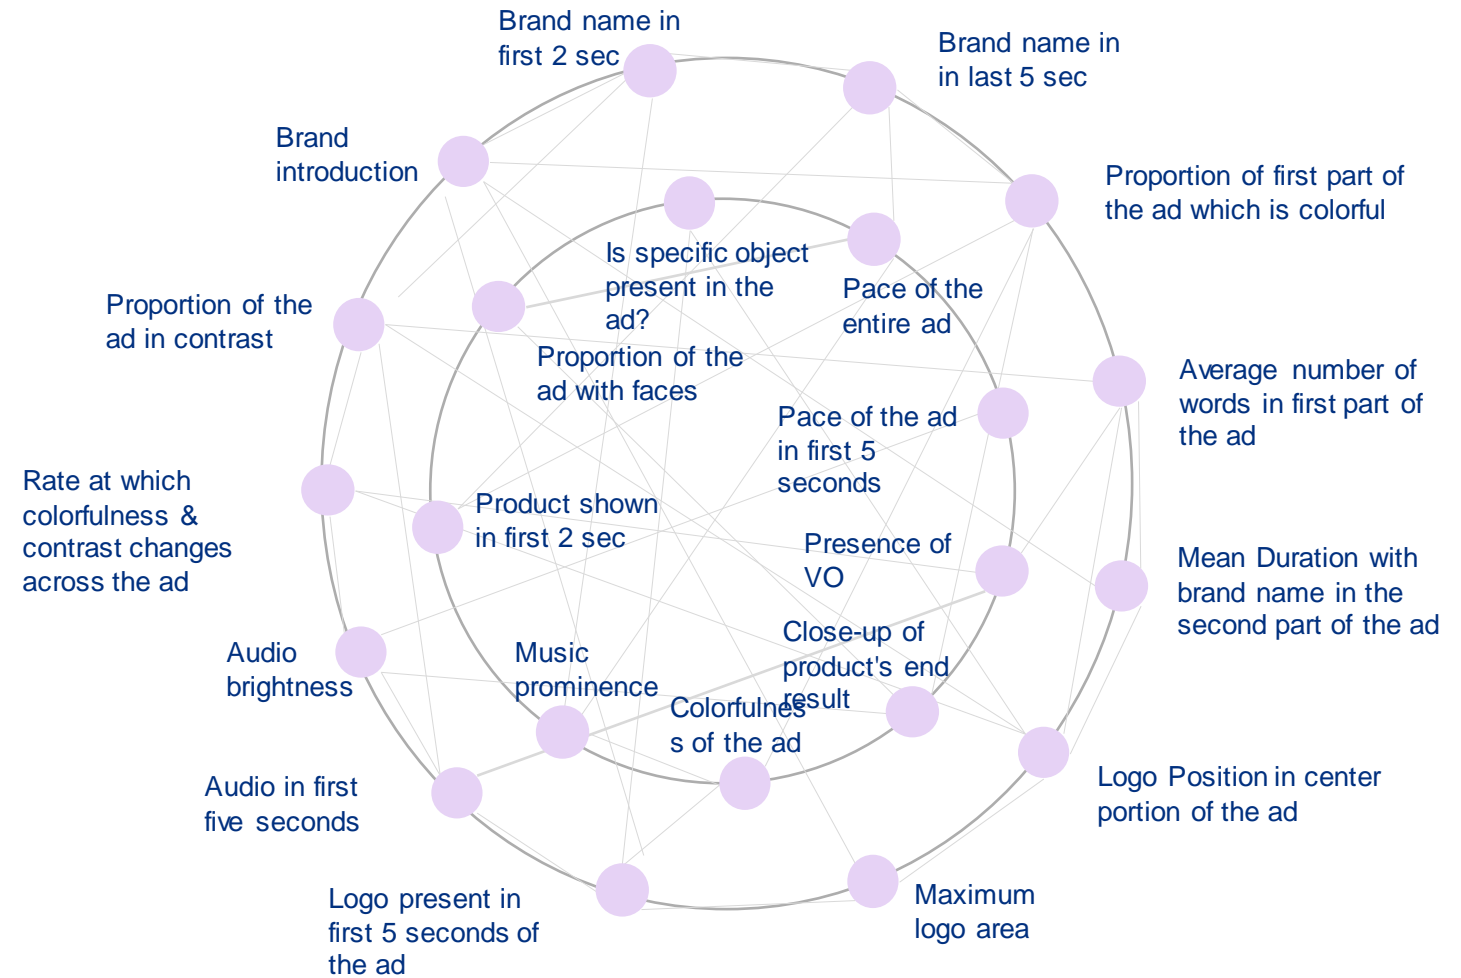 Brand name in
first 2 sec
Brand name in
in last 5 sec
Brand
introduction
Proportion of first part of
the ad which is colorful
Is specific object
present in the
ad?
Pace of the
entire ad
Proportion of the
ad in contrast
Proportion of the
ad with faces
Average number of
words in first part of
the ad
Pace of the ad
in first 5
seconds
Rate at which
colorfulness &
contrast changes
across the ad
Product shown
in first 2 sec
Presence of
VO
Mean Duration with
brand name in the
second part of the ad
Close-up of
product's end
result
Audio
brightness
Music
prominence
Colorfulnes
s of the ad
Audio in first
five seconds
Logo Position in center
portion of the ad
Logo present in
first 5 seconds of
the ad
Maximum
logo area